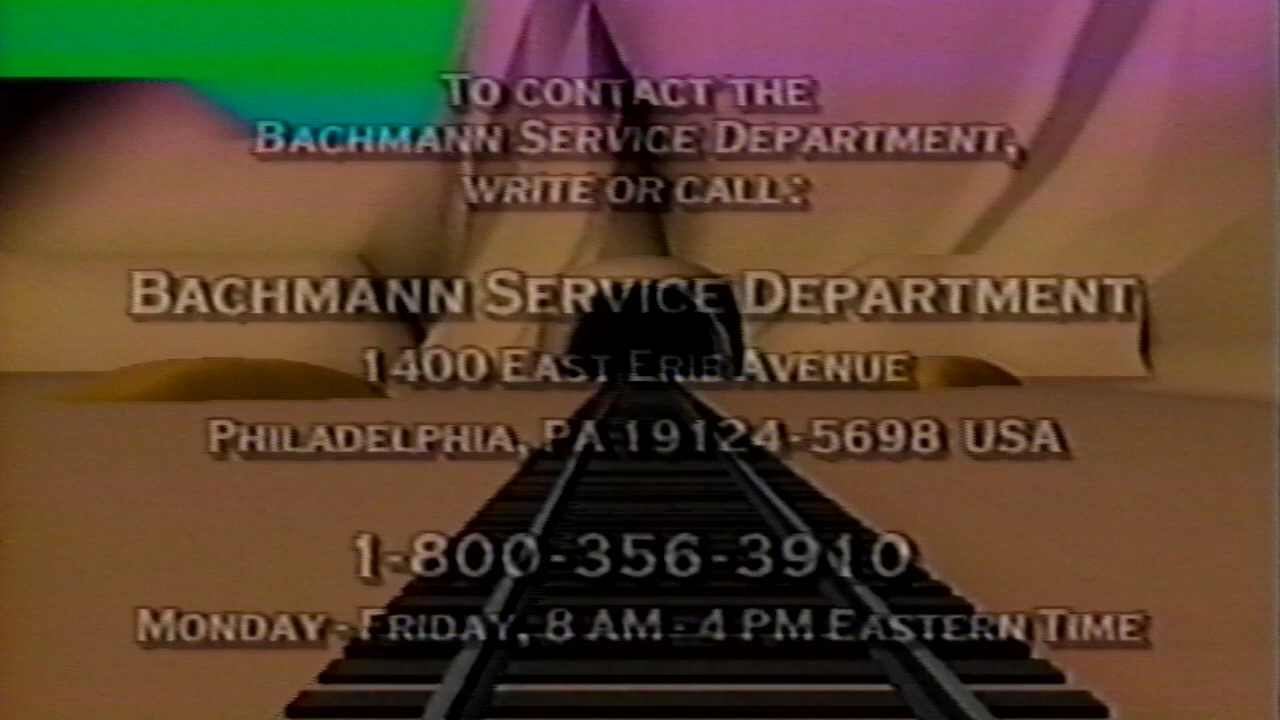 To contact the
Bachmann Service Department,
write or call:
Bachmann Service Department
1400 East Erie Avenue
Philadelphia, PA 19124-5698 USA
1-800-356-3910
Monday-Friday, 8 AM - 4 PM Eastern Time